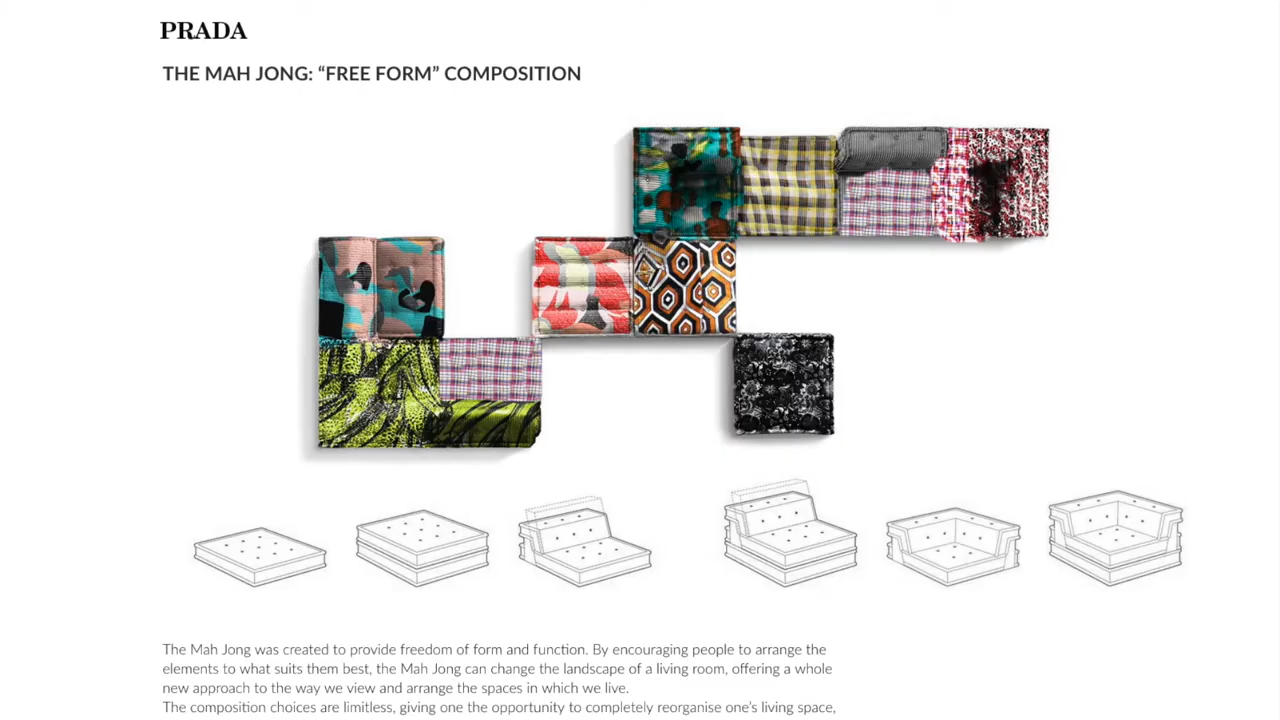 PRADA
THE MAH JONG: “FREE FORM” COMPOSITION
The Mah Jong was created to provide freedom of form and function. By encouraging people to arrange the
elements to what suits them best, the Mah Jong can change the landscape of a living room, offering a whole
new approach to the way we view and arrange the spaces in which we live.
The composition choices are limitless, giving one the opportunity to completely reorganise one’s living space,